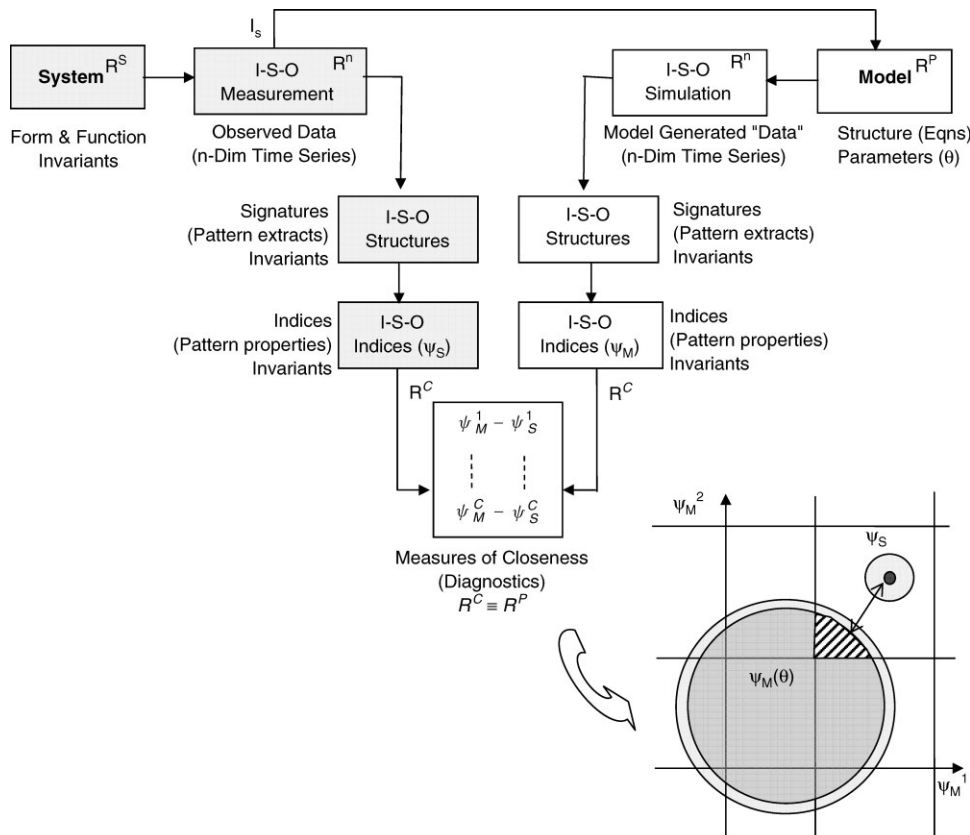 I_s
System R^S
I-S-O R^n
Measurement
I-S-O R^n
Simulation
Model R^P
Form & Function
Invariants
Observed Data
(n-Dim Time Series)
Model Generated "Data"
(n-Dim Time Series)
Structure (Eqns)
Parameters (θ)
Signatures
(Pattern extracts)
Invariants
I-S-O
Structures
I-S-O
Structures
Signatures
(Pattern extracts)
Invariants
Indices
(Pattern properties)
Invariants
I-S-O
Indices (ψ_S)
I-S-O
Indices (ψ_M)
Indices
(Pattern properties)
Invariants
R^C
R^C
ψ_M^1 – ψ_S^1
ψ_M^C – ψ_S^C
Measures of Closeness
(Diagnostics)
R^C ≡ R^P
ψ_M^2
ψ_S
ψ_M(θ)
ψ_M^1